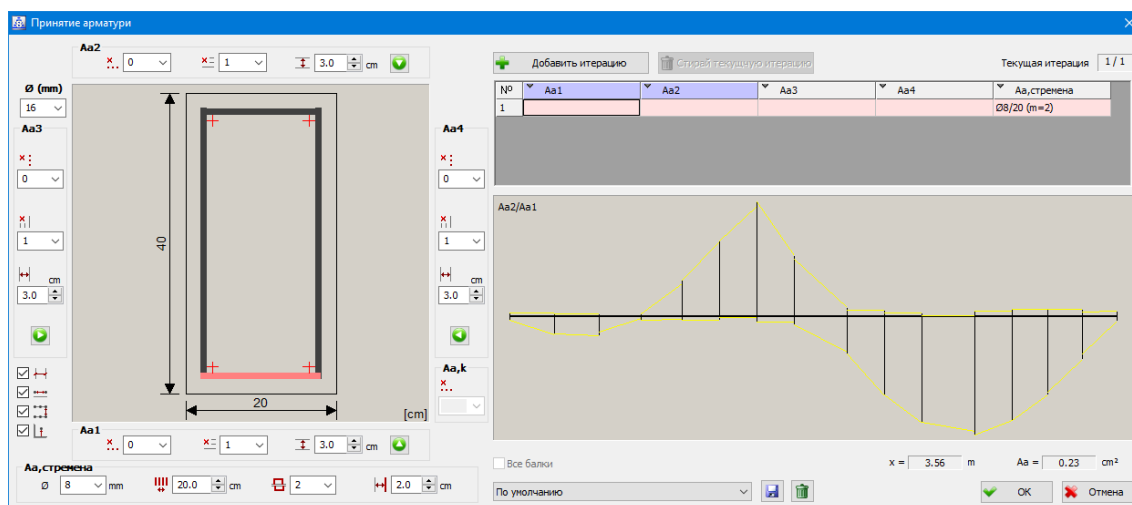 Принятие арматури
Aa2
0 1 3.0 cm
Ø (mm)
16
Aa3
0
1
cm
3.0
Aa4
0
1
cm
3.0
Aa,k
40
20
[cm]
Aa1
0 1 3.0 cm
Aa,стремена
Ø 8 mm 20.0 cm 2 2.0 cm
Добавить итерацию Стирай текущую итерацию Текущая итерация 1 / 1
Nº Aa1 Aa2 Aa3 Aa4 Aa,стремена
1 Ø8/20 (m=2)
Aa2/Aa1
Все балки x = 3.56 m Aa = 0.23 cm²
По умолчанию OK Отмена